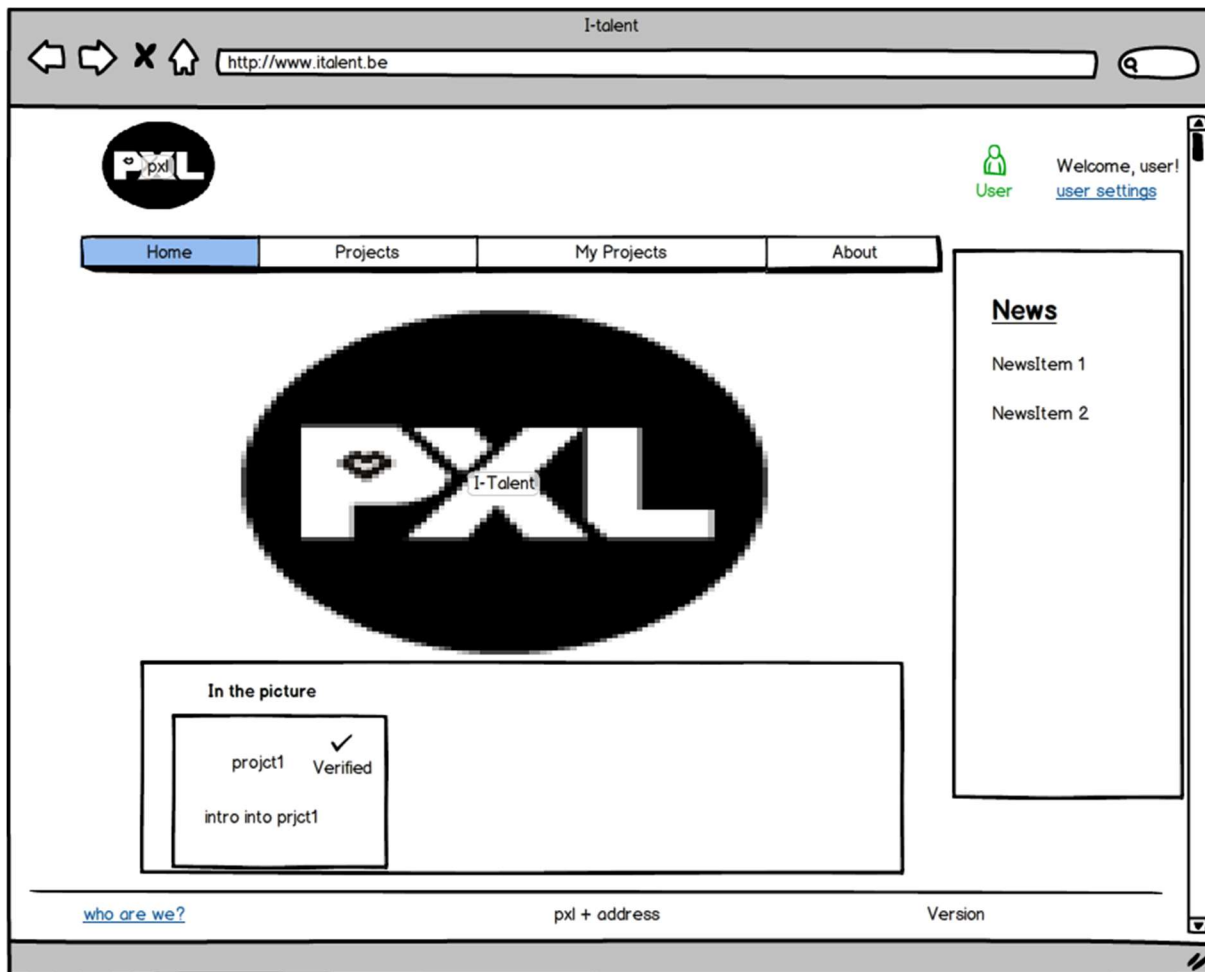 I-talent
http://www.italent.be
PXL
pxl
User
Welcome, user!
user settings
Home
Projects
My Projects
About
PXL
I-Talent
News
NewsItem 1
NewsItem 2
In the picture
projct1
Verified
intro into prjct1
who are we?
pxl + address
Version